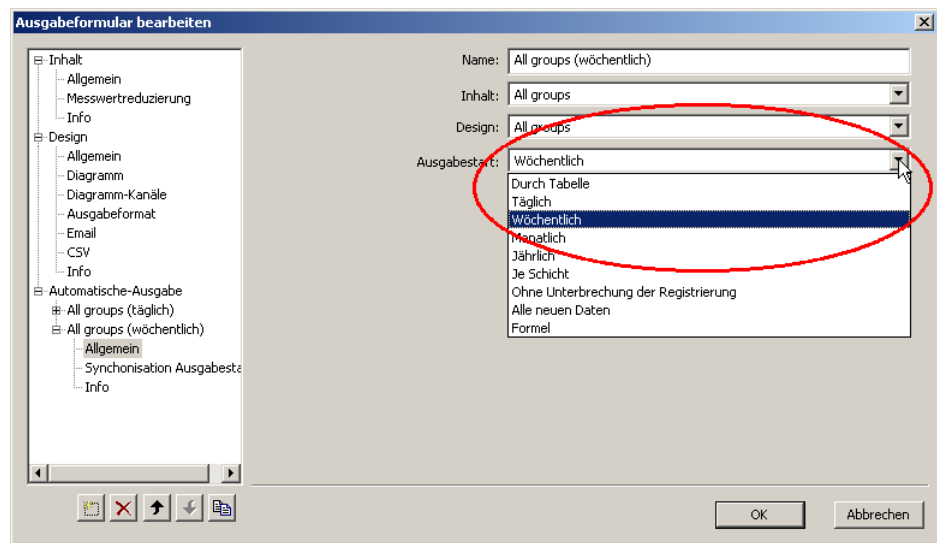 Ausgabeformular bearbeiten
Inhalt
Allgemein
Messwertreduzierung
Info
Design
Allgemein
Diagramm
Diagramm-Kanäle
Ausgabeformat
Email
CSV
Info
Automatische-Ausgabe
All groups (täglich)
All groups (wöchentlich)
Allgemein
Synchonisation Ausgabesta
Info
Name: All groups (wöchentlich)
Inhalt: All groups
Design: All groups
Ausgabestart: Wöchentlich
Durch Tabelle
Täglich
Wöchentlich
Monatlich
Jährlich
Je Schicht
Ohne Unterbrechung der Registrierung
Alle neuen Daten
Formel
OK Abbrechen